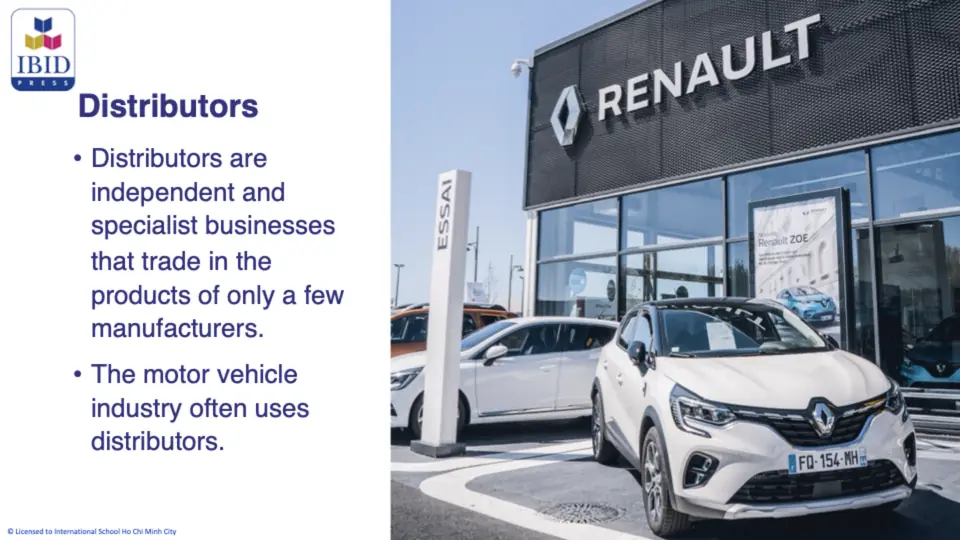 IBID
PRESS
Distributors
• Distributors are
independent and
specialist businesses
that trade in the
products of only a few
manufacturers.
• The motor vehicle
industry often uses
distributors.
© Licensed to International School Ho Chi Minh City
RENAULT
ESSAI
Renault ZOE
FQ-154-MH